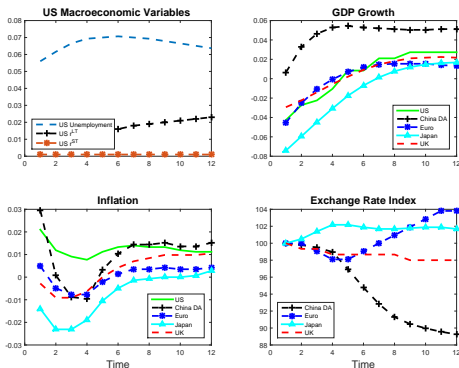 US Macroeconomic Variables
0.08
0.07
0.06
0.05
0.04
0.03
0.02
0.01
0
0 2 4 6 8 10 12
US Unemployment
US i^LT
US i^ST
GDP Growth
0.06
0.04
0.02
0
-0.02
-0.04
-0.06
-0.08
0 2 4 6 8 10 12
US
China DA
Euro
Japan
UK
Inflation
0.03
0.02
0.01
0
-0.01
-0.02
-0.03
0 2 4 6 8 10 12
Time
US
China DA
Euro
Japan
UK
Exchange Rate Index
104
102
100
98
96
94
92
90
88
0 2 4 6 8 10 12
Time
China DA
Euro
Japan
UK